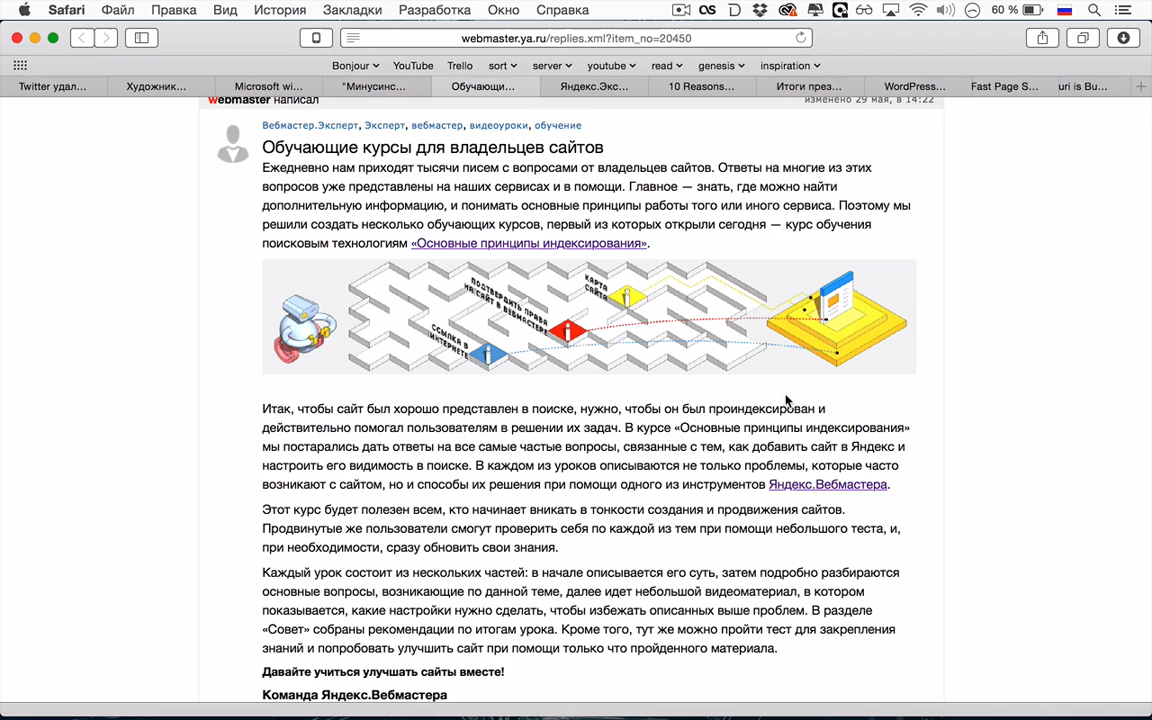 Safari Файл Правка Вид История Закладки Разработка Окно Справка 60 %
webmaster.ya.ru/replies.xml?item_no=20450
Bonjour YouTube Trello sort server youtube read genesis inspiration
Twitter удал... Художник... Microsoft wi... "Минусинс... Обучающи... Яндекс.Экс... 10 Reasons... Итоги през... WordPress... Fast Page S... uri is Bu...
webmaster написал изменено 29 мая, в 14:22
Вебмастер.Эксперт, Эксперт, вебмастер, видеоуроки, обучение
Обучающие курсы для владельцев сайтов
Ежедневно нам приходят тысячи писем с вопросами от владельцев сайтов. Ответы на многие из этих
вопросов уже представлены на наших сервисах и в помощи. Главное — знать, где можно найти
дополнительную информацию, и понимать основные принципы работы того или иного сервиса. Поэтому мы
решили создать несколько обучающих курсов, первый из которых открыли сегодня — курс обучения
поисковым технологиям «Основные принципы индексирования».
КАРТА
САЙТА
ПОДТВЕРДИТЬ ПРАВА
НА САЙТ В ВЕБМАСТЕРЕ
ССЫЛКА В
ИНТЕРНЕТЕ
Итак, чтобы сайт был хорошо представлен в поиске, нужно, чтобы он был проиндексирован и
действительно помогал пользователям в решении их задач. В курсе «Основные принципы индексирования»
мы постарались дать ответы на все самые частые вопросы, связанные с тем, как добавить сайт в Яндекс и
настроить его видимость в поиске. В каждом из уроков описываются не только проблемы, которые часто
возникают с сайтом, но и способы их решения при помощи одного из инструментов Яндекс.Вебмастера.
Этот курс будет полезен всем, кто начинает вникать в тонкости создания и продвижения сайтов.
Продвинутые же пользователи смогут проверить себя по каждой из тем при помощи небольшого теста, и,
при необходимости, сразу обновить свои знания.
Каждый урок состоит из нескольких частей: в начале описывается его суть, затем подробно разбираются
основные вопросы, возникающие по данной теме, далее идет небольшой видеоматериал, в котором
показывается, какие настройки нужно сделать, чтобы избежать описанных выше проблем. В разделе
«Совет» собраны рекомендации по итогам урока. Кроме того, тут же можно пройти тест для закрепления
знаний и попробовать улучшить сайт при помощи только что пройденного материала.
Давайте учиться улучшать сайты вместе!
Команда Яндекс.Вебмастера